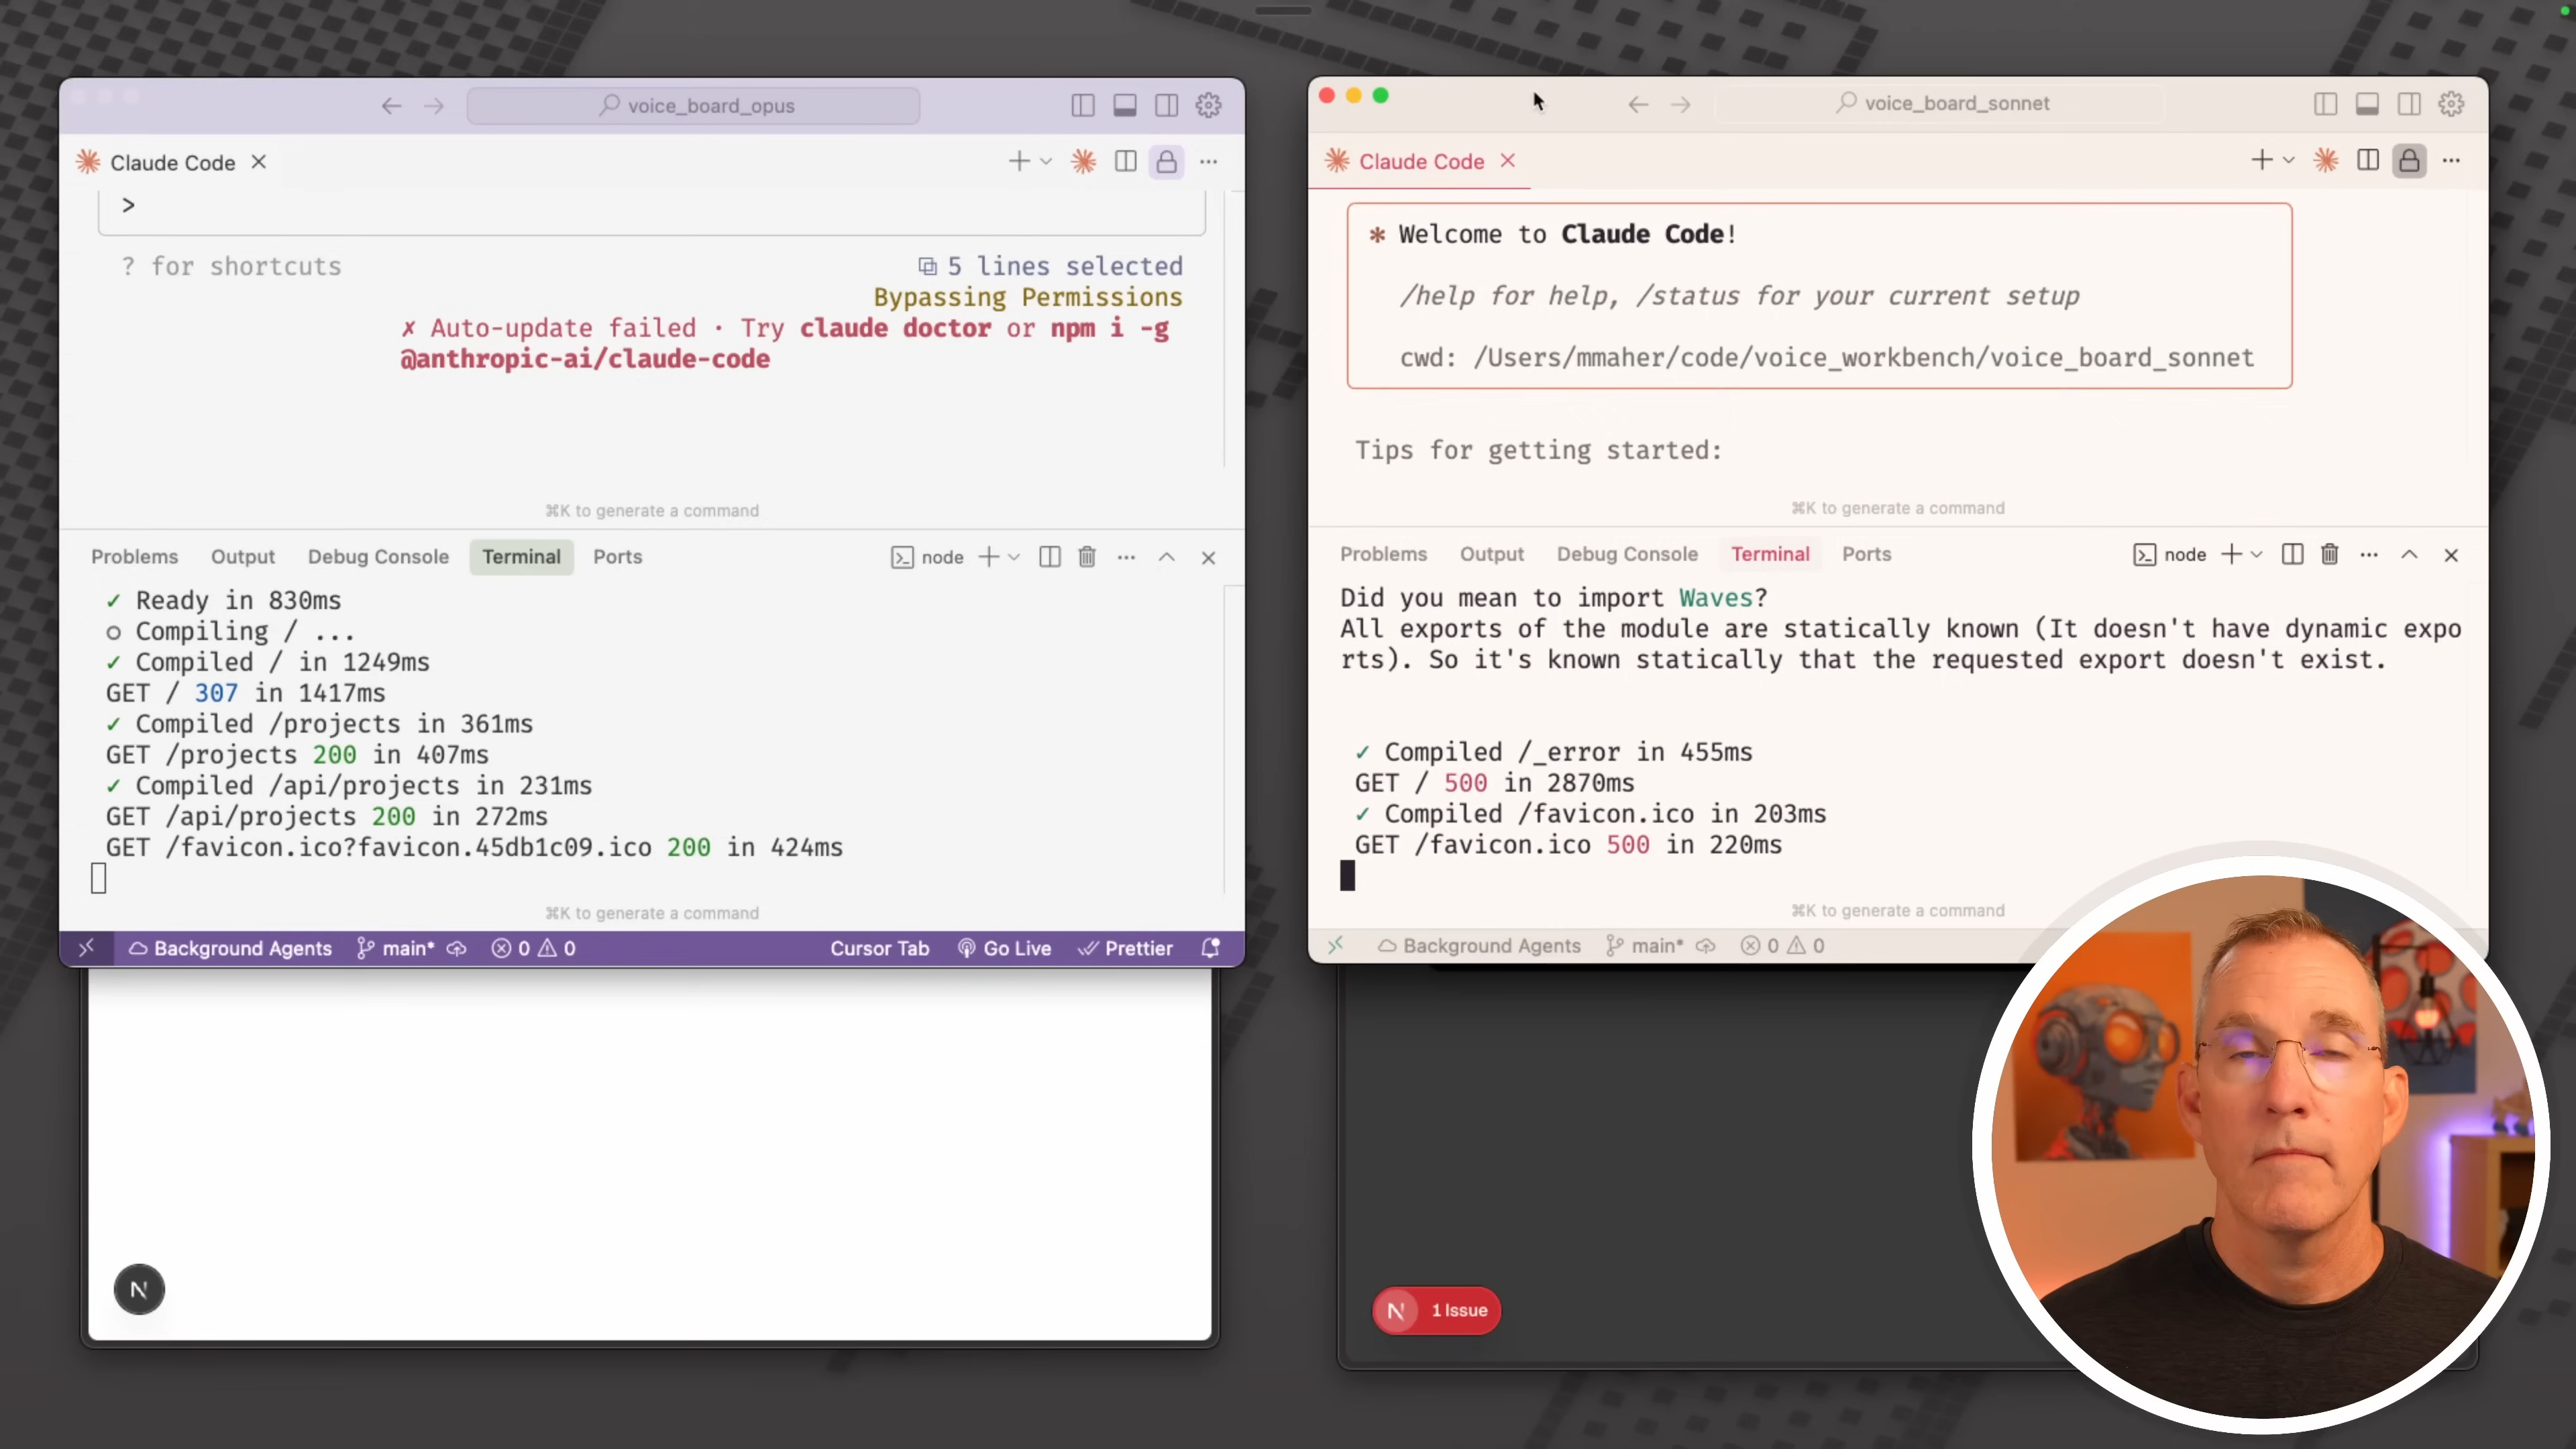 voice_board_opus
Claude Code
>
? for shortcuts
5 lines selected
Bypassing Permissions
✗ Auto-update failed · Try claude doctor or npm i -g
@anthropic-ai/claude-code
⌘K to generate a command
Problems Output Debug Console Terminal Ports
node
✓ Ready in 830ms
○ Compiling / ...
✓ Compiled / in 1249ms
GET / 307 in 1417ms
✓ Compiled /projects in 361ms
GET /projects 200 in 407ms
✓ Compiled /api/projects in 231ms
GET /api/projects 200 in 272ms
GET /favicon.ico?favicon.45db1c09.ico 200 in 424ms
⌘K to generate a command
Background Agents main* 0 0 Cursor Tab Go Live Prettier
N
voice_board_sonnet
Claude Code
* Welcome to Claude Code!
/help for help, /status for your current setup
cwd: /Users/mmaher/code/voice_workbench/voice_board_sonnet
Tips for getting started:
⌘K to generate a command
Problems Output Debug Console Terminal Ports
node
Did you mean to import Waves?
All exports of the module are statically known (It doesn't have dynamic expo
rts). So it's known statically that the requested export doesn't exist.
✓ Compiled /_error in 455ms
GET / 500 in 2870ms
✓ Compiled /favicon.ico in 203ms
GET /favicon.ico 500 in 220ms
⌘K to generate a command
Background Agents main* 0 0
N 1 Issue